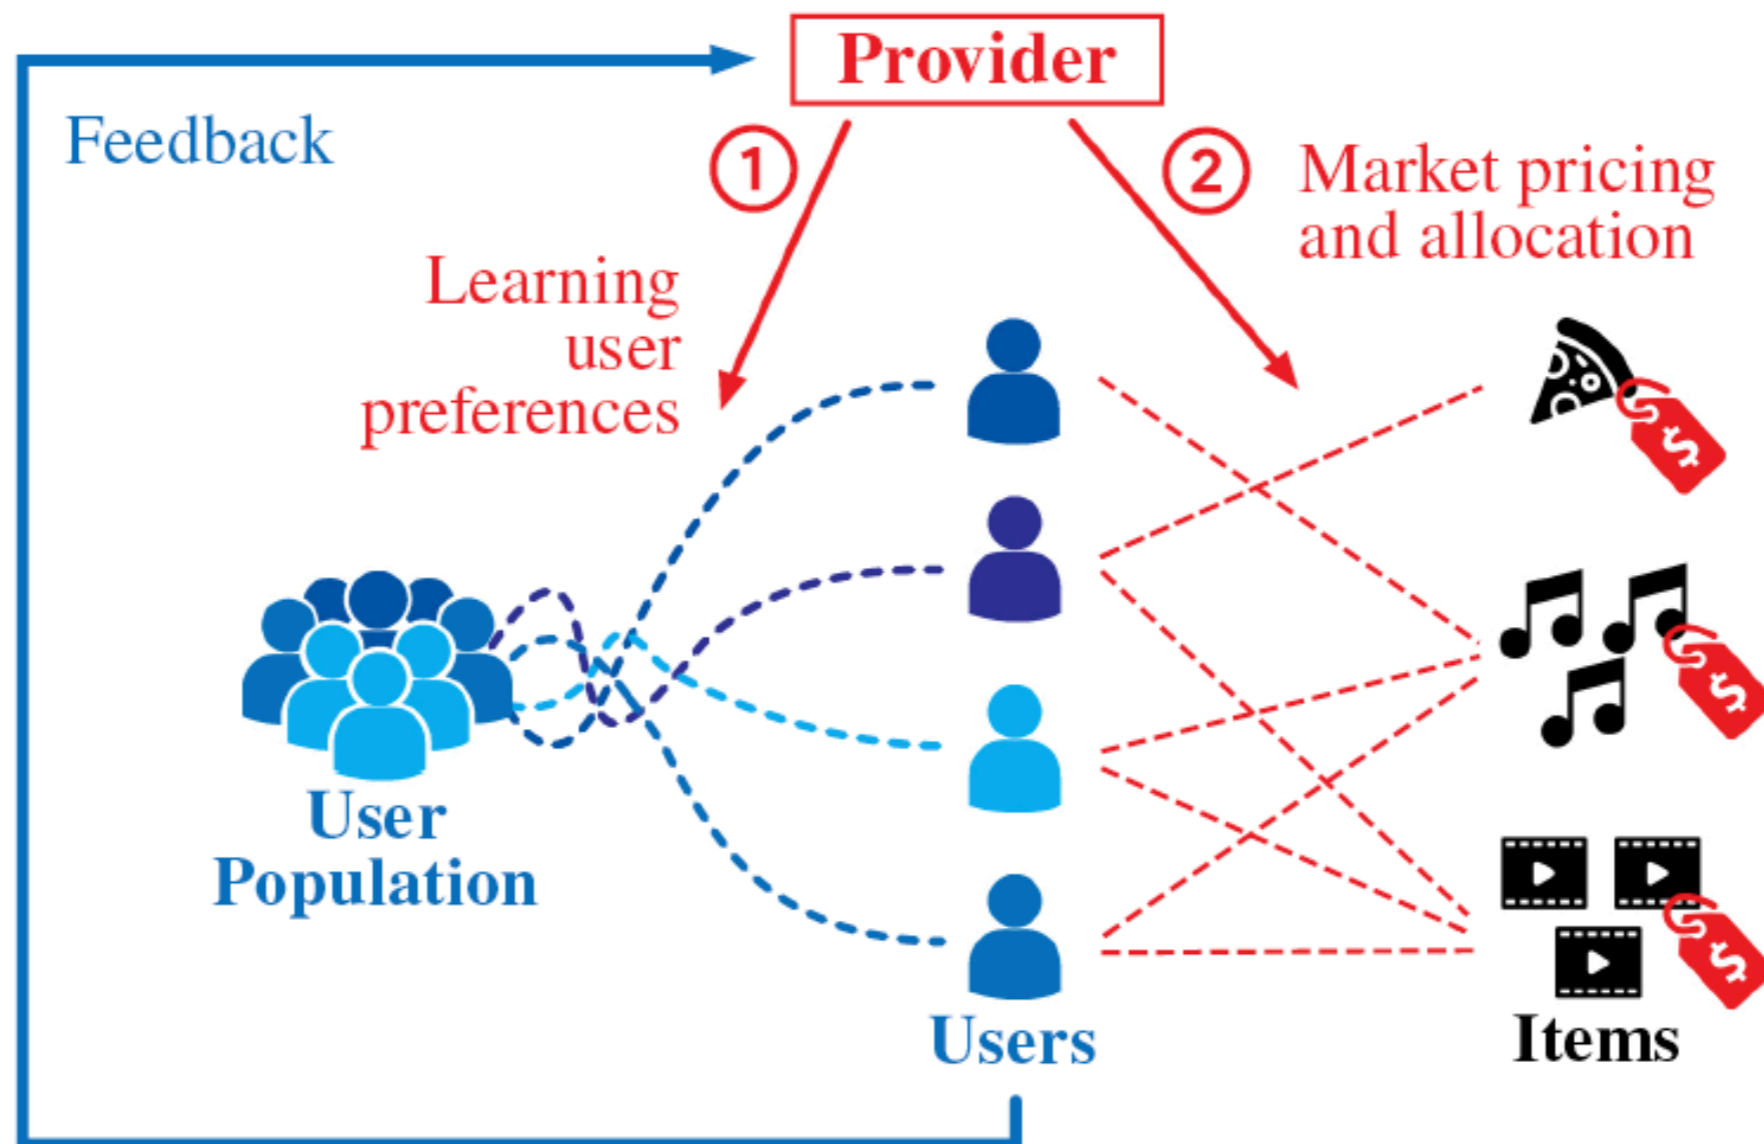 Provider
Feedback
1
2
Market pricing
and allocation
Learning
user
preferences
$
$
$
User
Population
Users
Items